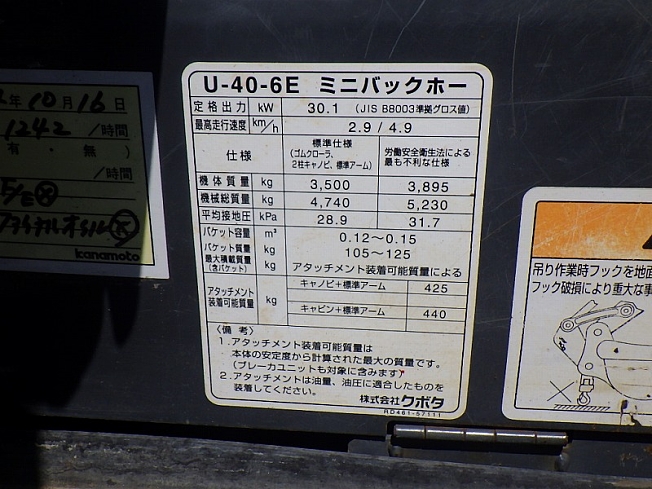 年10月16日
1242 /時間
有・無)
/時間
kanamoto
U-40-6E ミニバックホー
定格出力 kW 30.1 (JIS B8003準拠グロス値)
最高走行速度 km/h 2.9/4.9
仕様 標準仕様 (ゴムクローラ、2柱キャノピ、標準アーム) 労働安全衛生法による最も不利な仕様
機体質量 kg 3,500 3,895
機械総質量 kg 4,740 5,230
平均接地圧 kPa 28.9 31.7
バケット容量 m³ 0.12～0.15
バケット質量 kg 105～125
最大積載質量(含バケット) kg アタッチメント装着可能質量による
アタッチメント装着可能質量 kg キャノピ+標準アーム 425
キャビン+標準アーム 440
〈備考〉
1.アタッチメント装着可能質量は
本体の安定度から計算された最大の質量です。
(ブレーカユニットも対象に含みます)
2.アタッチメントは油量、油圧に適合したものを
装着してください。
株式会社クボタ
RD461-57111
吊り作業時フックを地面
フック破損により重大な事